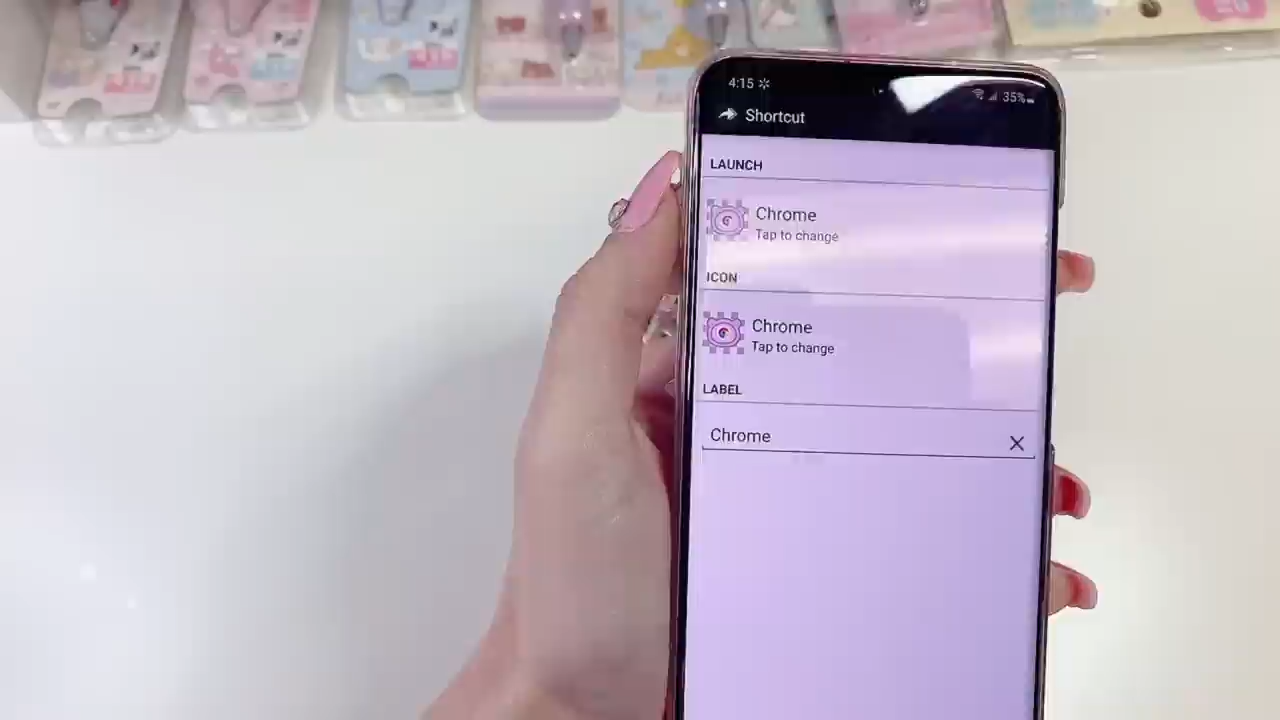 4:15
35%
Shortcut
LAUNCH
Chrome
Tap to change
ICON
Chrome
Tap to change
LABEL
Chrome